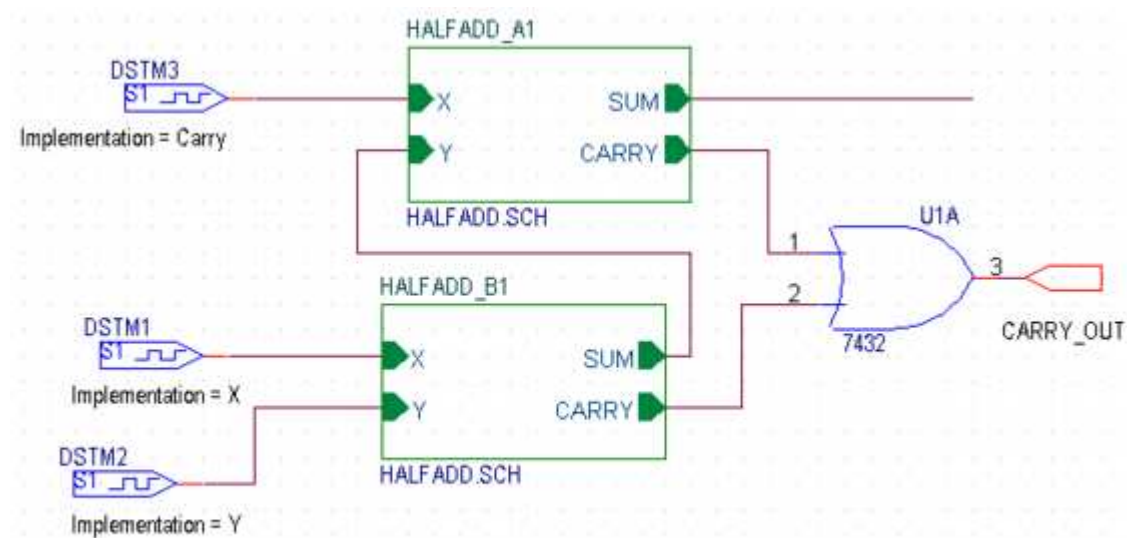 HALFADD_A1
DSTM3
S1
X
SUM
Implementation = Carry
Y
CARRY
HALFADD.SCH
U1A
1
3
HALFADD_B1
2
DSTM1
7432
CARRY_OUT
S1
X
SUM
Implementation = X
Y
CARRY
DSTM2
HALFADD.SCH
S1
Implementation = Y